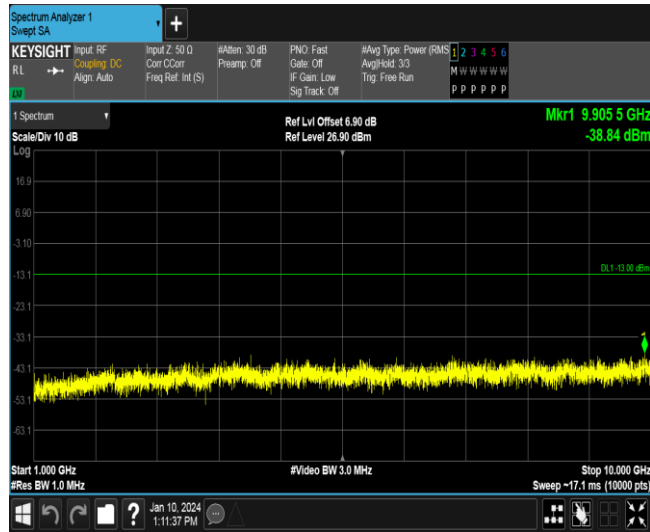 Spectrum Analyzer 1
Swept SA
KEYSIGHT
RL
LXI
Input: RF
Coupling: DC
Align: Auto
Input Z: 50 Ω
Corr CCorr
Freq Ref: Int (S)
#Atten: 30 dB
Preamp: Off
PNO: Fast
Gate: Off
IF Gain: Low
Sig Track: Off
#Avg Type: Power (RMS
Avg|Hold: 3/3
Trig: Free Run
1 2 3 4 5 6
M W W W W W
P P P P P P
1 Spectrum
Scale/Div 10 dB
Ref Lvl Offset 6.90 dB
Ref Level 26.90 dBm
Mkr1 9.905 5 GHz
-38.84 dBm
Log
16.9
6.90
-3.10
-13.1
DL1 -13.00 dBm
-23.1
-33.1
1
-43.1
-53.1
-63.1
Start 1.000 GHz
#Video BW 3.0 MHz
Stop 10.000 GHz
#Res BW 1.0 MHz
Sweep ~17.1 ms (10000 pts)
?
Jan 10, 2024
1:11:37 PM